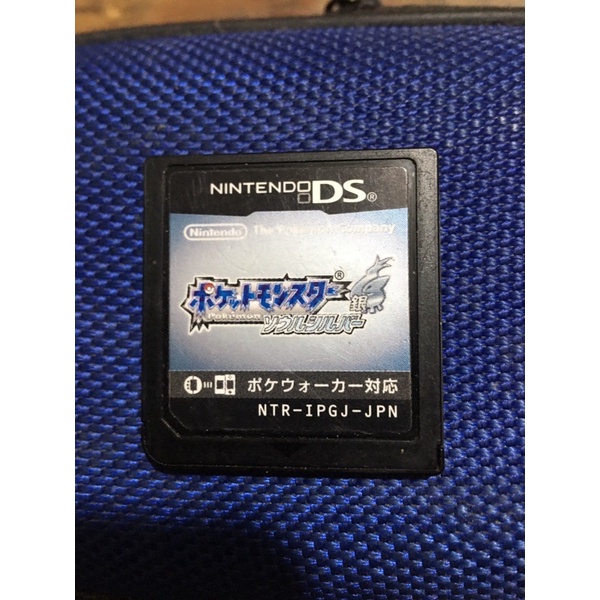 NINTENDO DS®
Nintendo The Pokémon Company
ポケットモンスター®
Pokémon
銀
ソウルシルバー
ポケウォーカー対応
NTR-IPGJ-JPN